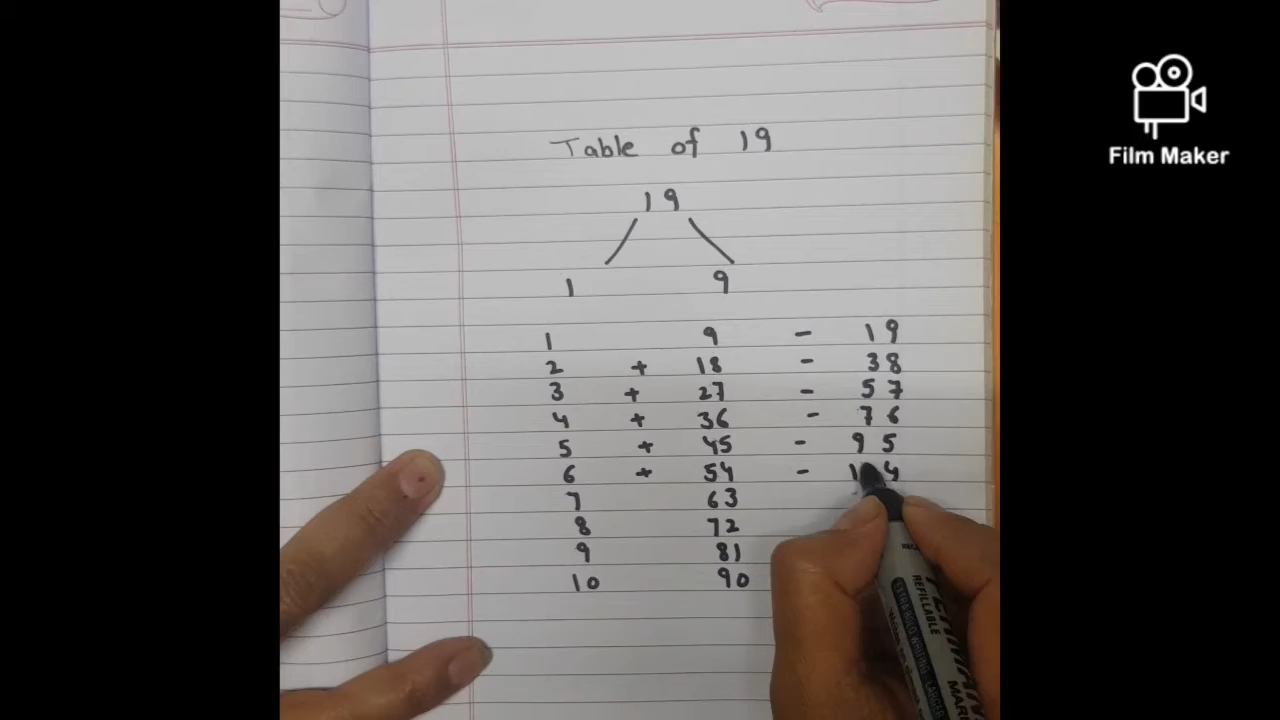 Table of 19
19
1 9
1 9 - 19
2 + 18 - 38
3 + 27 - 57
4 + 36 - 76
5 + 45 - 95
6 + 54 -
7 63
8 72
9 81
10 90
Film Maker
REFILLABLE